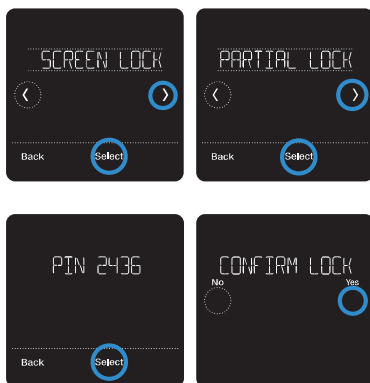 SCREEN LOCK
Back Select
PARTIAL LOCK
Back Select
PIN 2436
Back Select
CONFIRM LOCK
No Yes